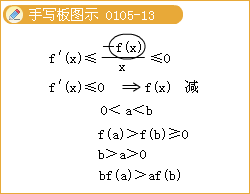 手写板图示 0105-13
f′(x)≤ −f(x)/x ≤0
f′(x)≤0 ⇒f(x) 减
0<a<b
f(a)>f(b)≥0
b>a>0
bf(a)>af(b)